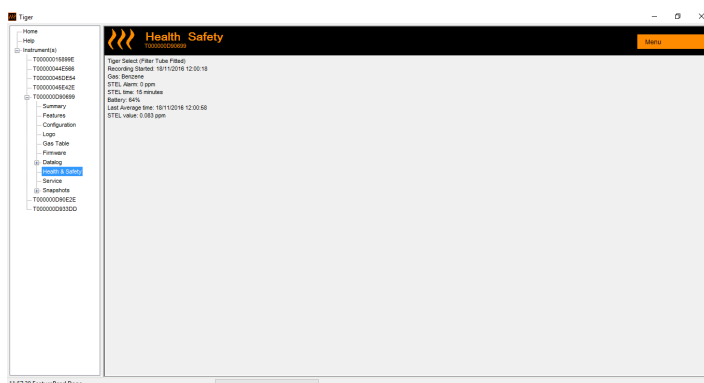 Tiger
Home
Help
Instrument(s)
T00000015899E
T00000044E566
T00000045DE54
T00000046E42E
T000000D90699
Summary
Features
Configuration
Logo
Gas Table
Firmware
Datalog
Health & Safety
Service
Snapshots
T000000D90E2E
T000000D933DD
Health Safety
T000000D90699
Menu
Tiger Select (Filter Tube Fitted)
Recording Started: 18/11/2016 12:00:18
Gas: Benzene
STEL Alarm: 0 ppm
STEL time: 15 minutes
Battery: 64%
Last Average time: 18/11/2016 12:00:58
STEL value: 0.083 ppm